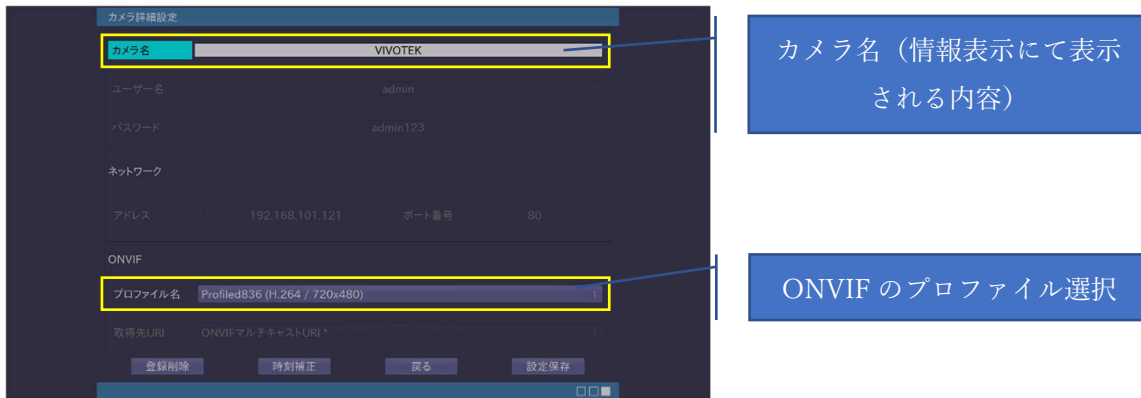 カメラ詳細設定
カメラ名 VIVOTEK
ユーザー名 admin
パスワード admin123
ネットワーク
アドレス 192.168.101.121 ポート番号 80
ONVIF
プロファイル名 Profiled836 (H.264 / 720x480)
取得先URI ONVIFマルチキャストURI *
登録削除 時刻補正 戻る 設定保存
カメラ名（情報表示にて表示
される内容）
ONVIF のプロファイル選択